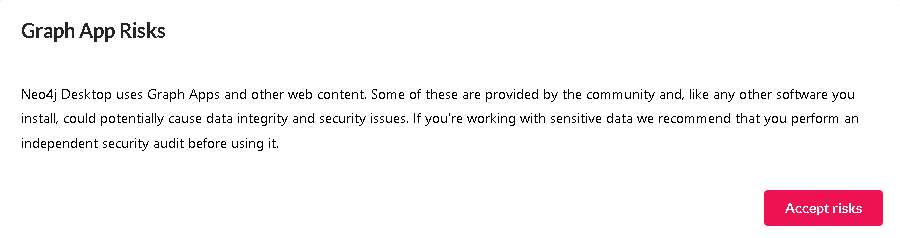 Graph App Risks
Neo4j Desktop uses Graph Apps and other web content. Some of these are provided by the community and, like any other software you
install, could potentially cause data integrity and security issues. If you're working with sensitive data we recommend that you perform an
independent security audit before using it.
Accept risks